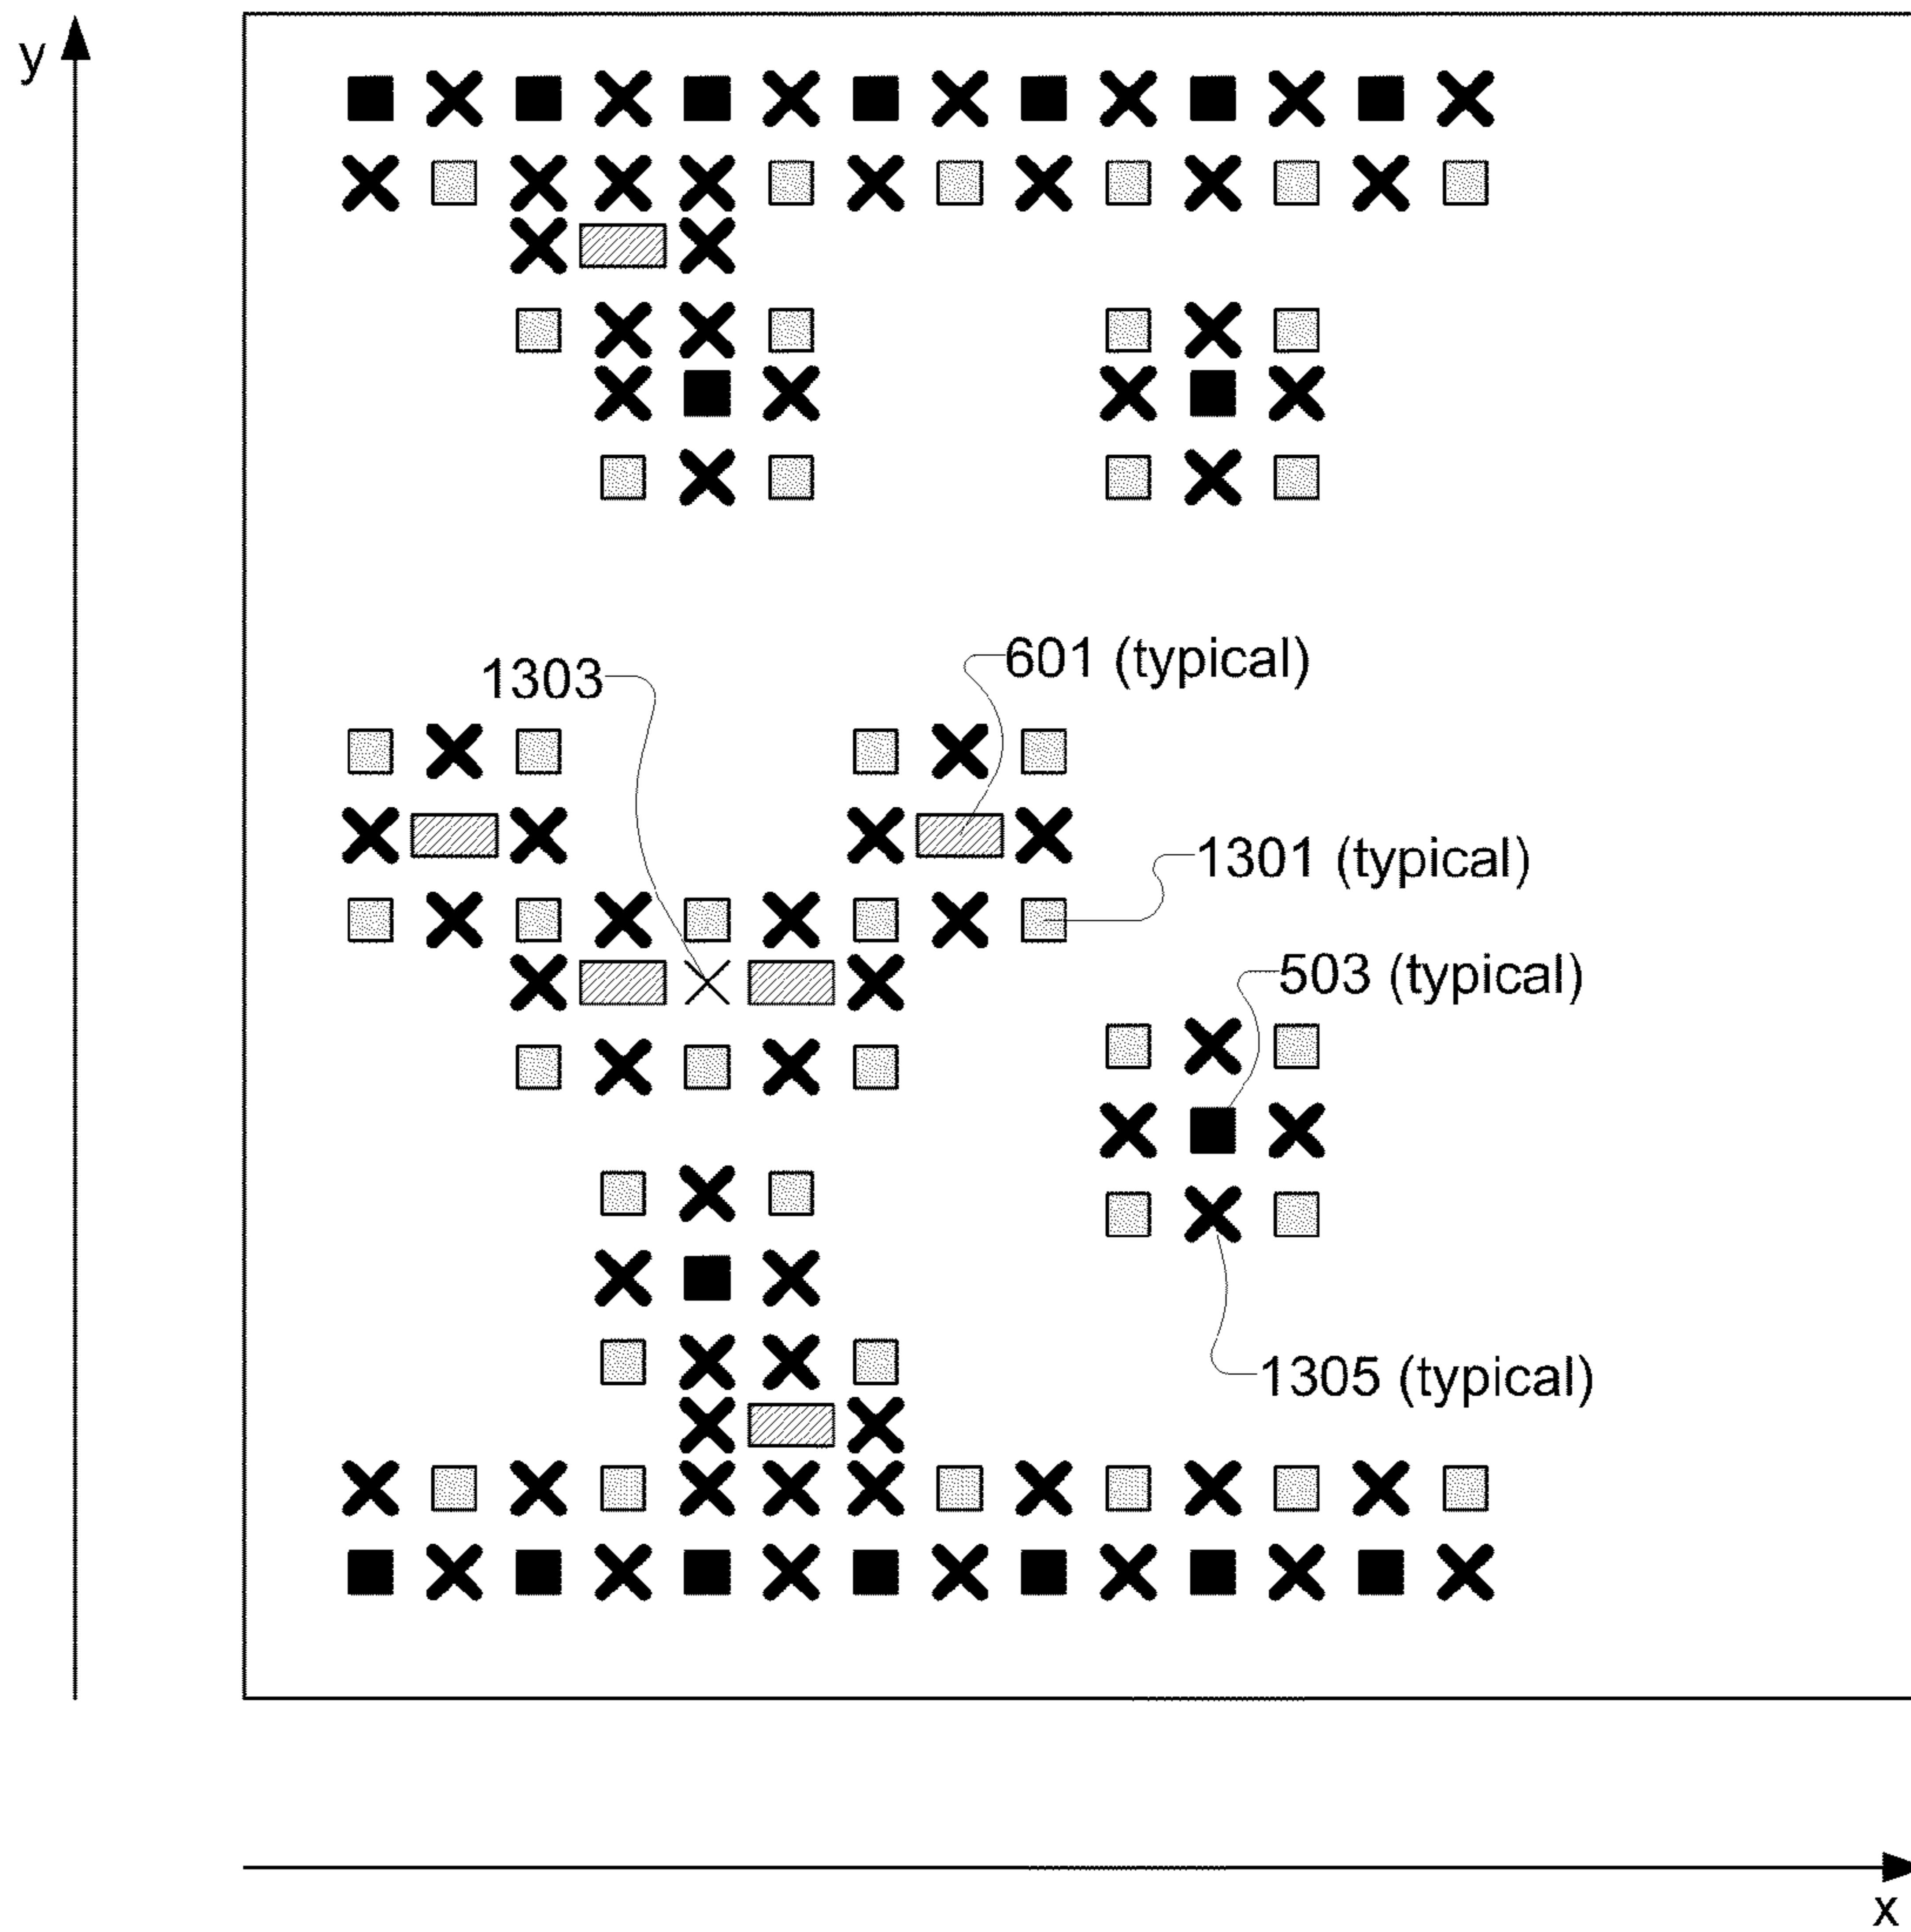 y
601 (typical)
1303
1301 (typical)
503 (typical)
1305 (typical)
x